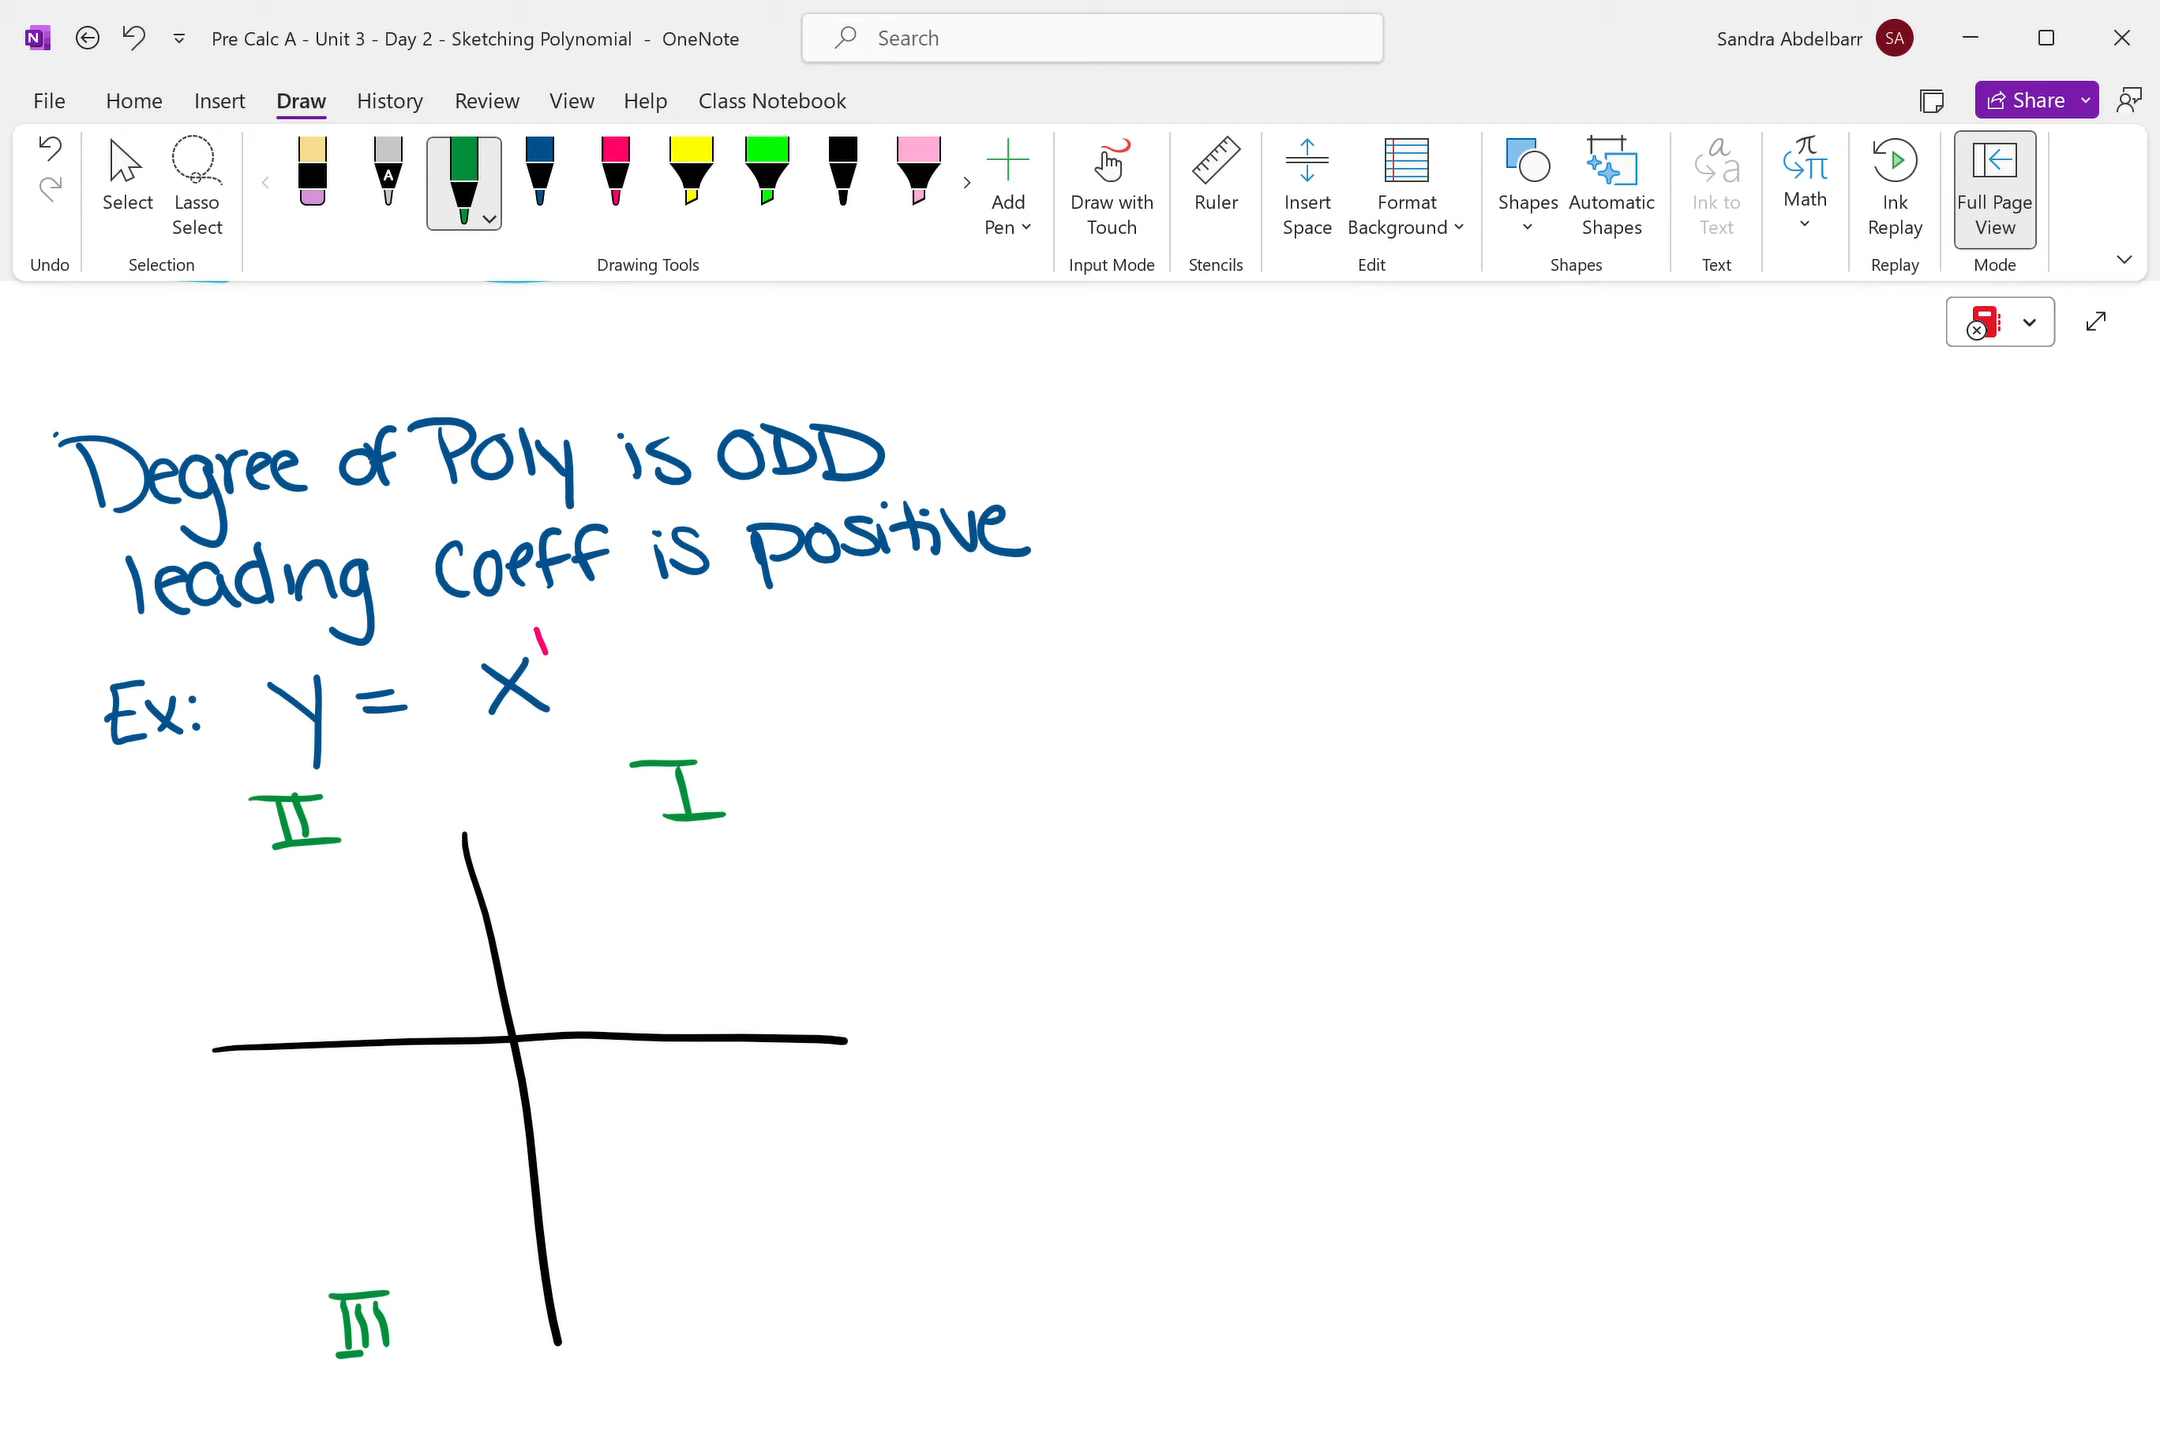 Pre Calc A - Unit 3 - Day 2 - Sketching Polynomial - OneNote
Search
Sandra Abdelbarr SA
File Home Insert Draw History Review View Help Class Notebook
Share
Undo
Select
Lasso Select
Selection
A
Drawing Tools
Add Pen
Draw with Touch
Input Mode
Ruler
Stencils
Insert Space
Format Background
Edit
Shapes
Automatic Shapes
Shapes
Ink to Text
Text
Math
Ink Replay
Replay
Full Page View
Mode
Degree of Poly is ODD
leading coeff is positive
Ex: y = x¹
II I
III